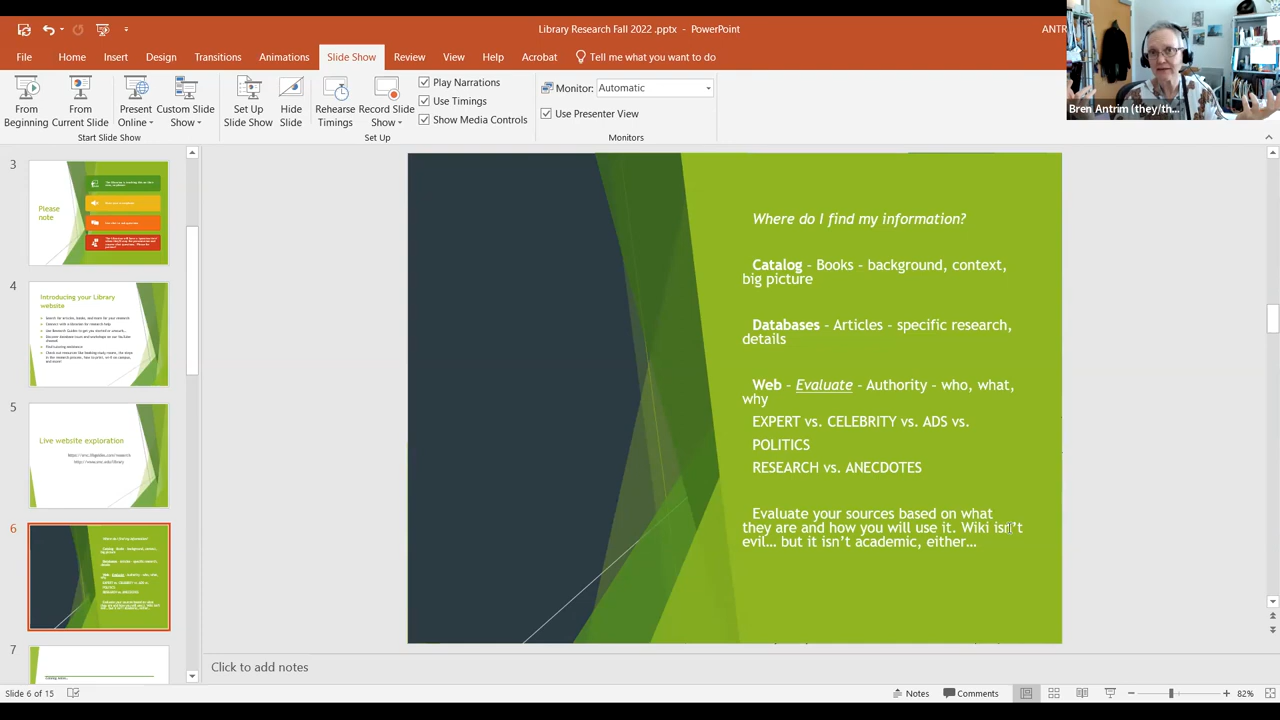 Library Research Fall 2022 .pptx - PowerPoint
ANTR
File Home Insert Design Transitions Animations Slide Show Review View Help Acrobat Tell me what you want to do
From Beginning
From Current Slide
Present Online
Custom Slide Show
Start Slide Show
Set Up Slide Show
Hide Slide
Rehearse Timings
Record Slide Show
Play Narrations
Use Timings
Show Media Controls
Set Up
Monitor: Automatic
Use Presenter View
Monitors
Bren Antrim (they/th...
3
Please
note
4
Introducing your Library
website
5
Live website exploration
6
7
Where do I find my information?
Catalog – Books – background, context,
big picture
Databases – Articles – specific research,
details
Web – Evaluate – Authority – who, what,
why
EXPERT vs. CELEBRITY vs. ADS vs.
POLITICS
RESEARCH vs. ANECDOTES
Evaluate your sources based on what
they are and how you will use it. Wiki isn't
evil… but it isn't academic, either…
Click to add notes
Slide 6 of 15
Notes
Comments
82%